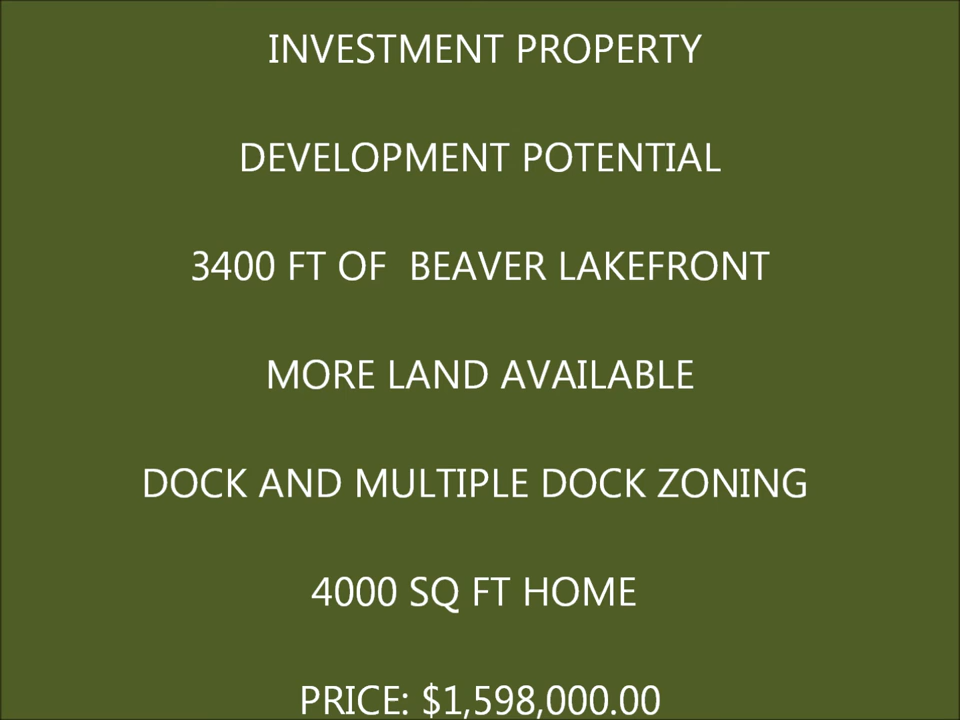 INVESTMENT PROPERTY
DEVELOPMENT POTENTIAL
3400 FT OF  BEAVER LAKEFRONT
MORE LAND AVAILABLE
DOCK AND MULTIPLE DOCK ZONING
4000 SQ FT HOME
PRICE: $1,598,000.00